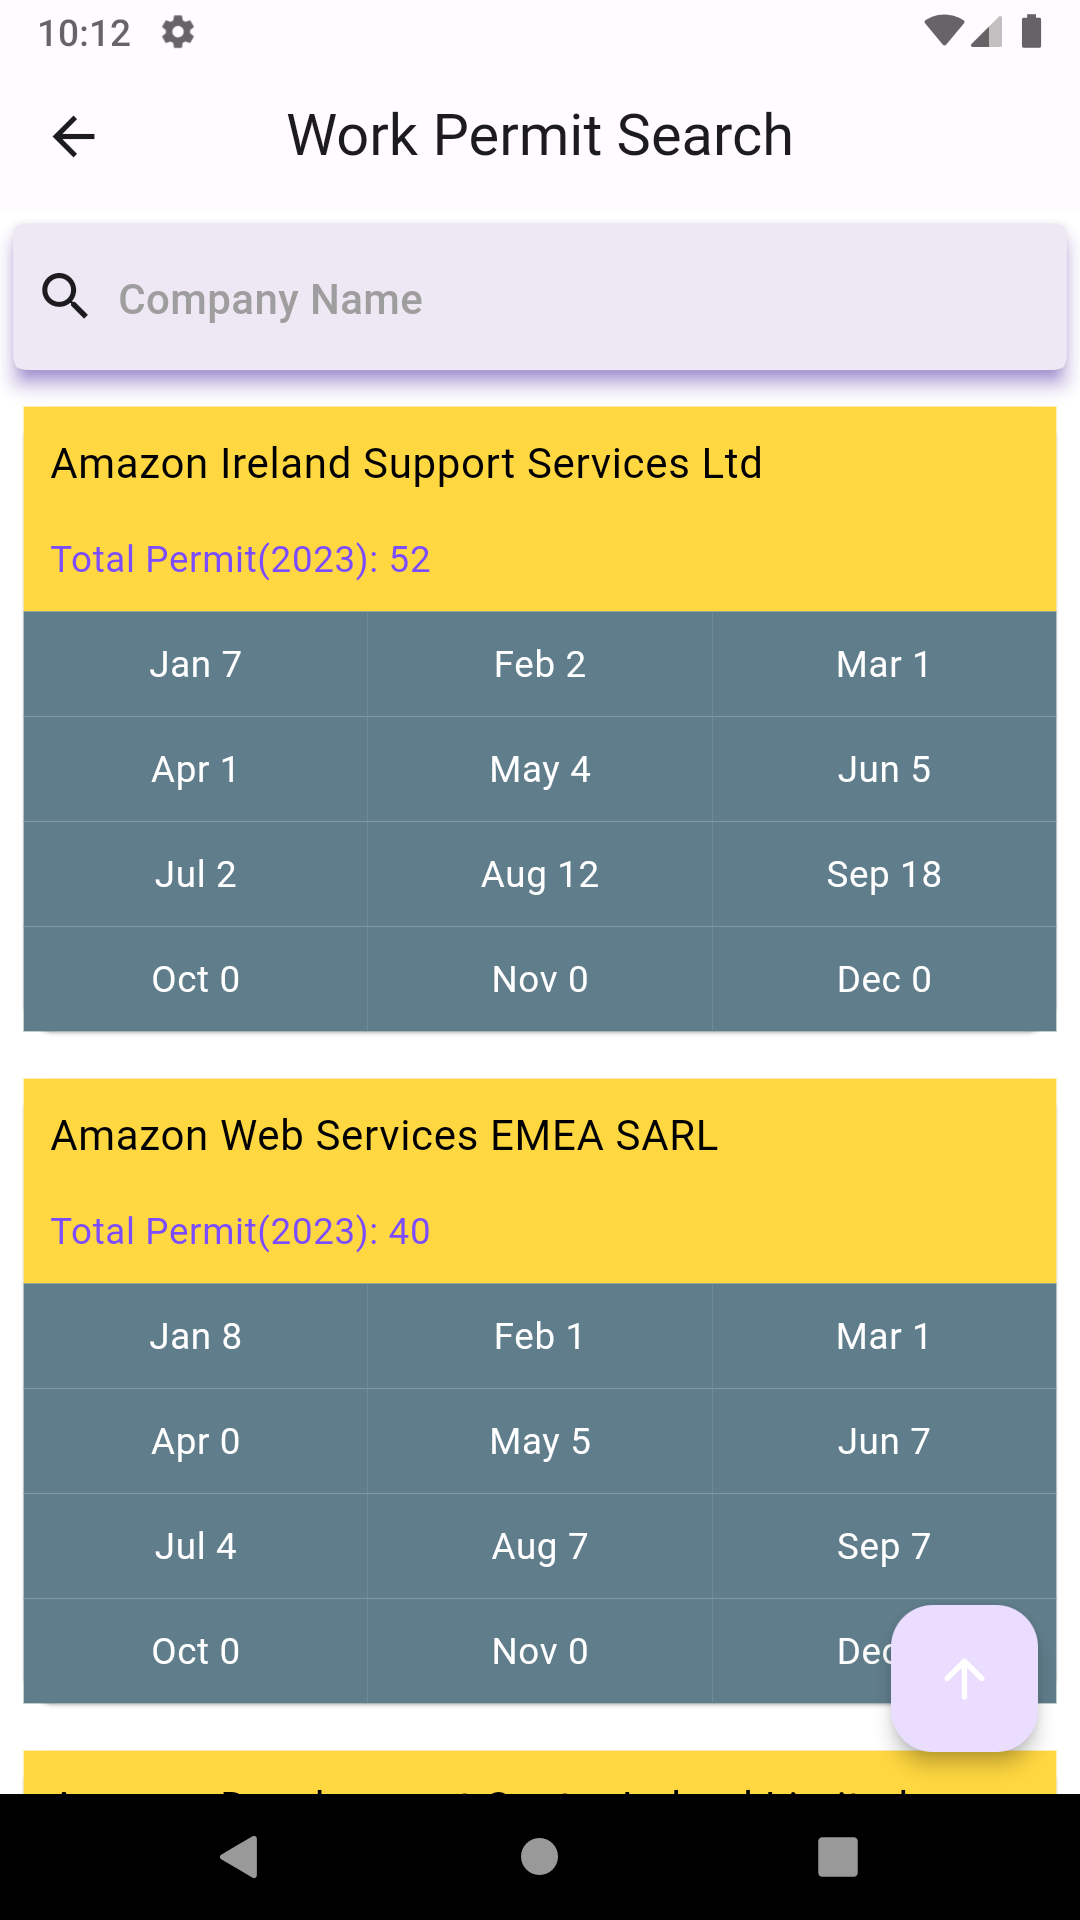 10:12
Work Permit Search
Company Name
Amazon Ireland Support Services Ltd
Total Permit(2023): 52
Jan 7 Feb 2 Mar 1
Apr 1 May 4 Jun 5
Jul 2 Aug 12 Sep 18
Oct 0 Nov 0 Dec 0
Amazon Web Services EMEA SARL
Total Permit(2023): 40
Jan 8 Feb 1 Mar 1
Apr 0 May 5 Jun 7
Jul 4 Aug 7 Sep 7
Oct 0 Nov 0 Dec